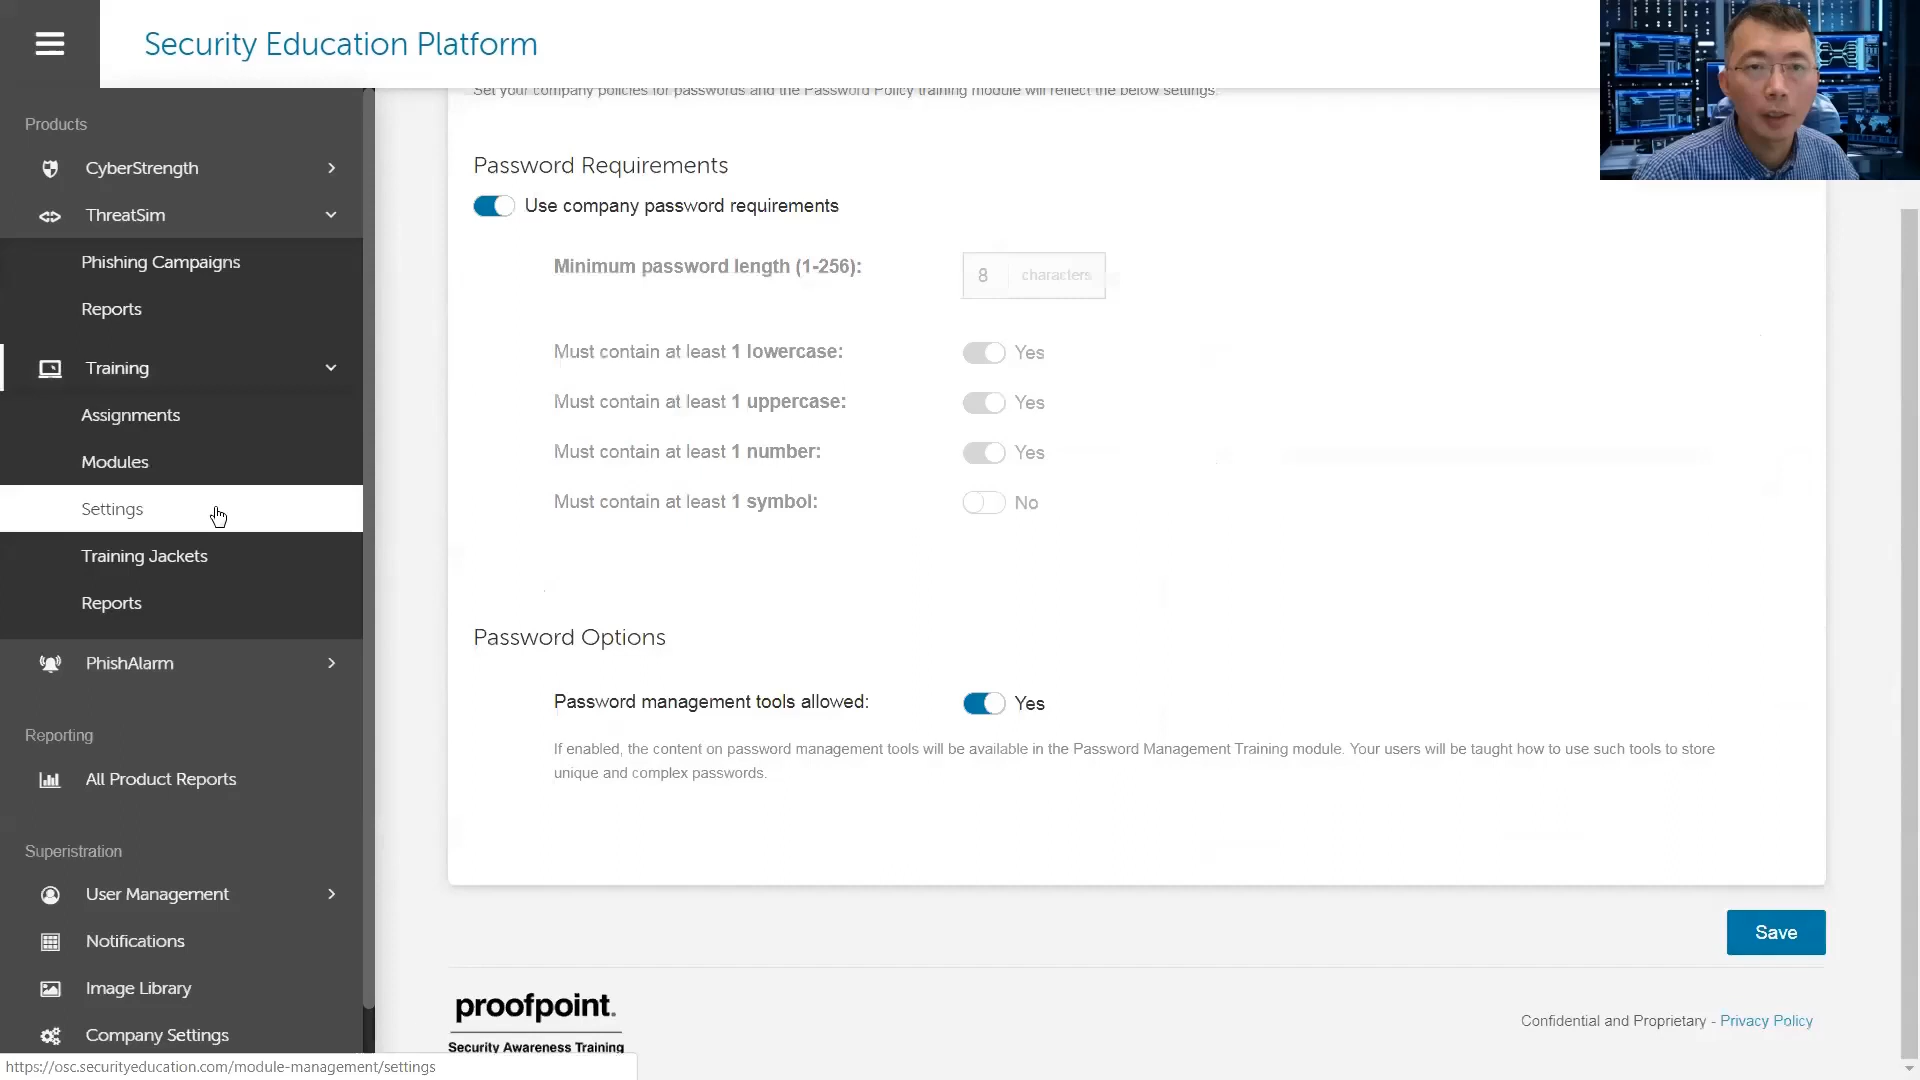 Security Education Platform
Products
CyberStrength
ThreatSim
Phishing Campaigns
Reports
Training
Assignments
Modules
Settings
Training Jackets
Reports
PhishAlarm
Reporting
All Product Reports
Superistration
User Management
Notifications
Image Library
Company Settings
https://osc.securityeducation.com/module-management/settings
Set your company policies for passwords and the Password Policy training module will reflect the below settings.
Password Requirements
Use company password requirements
Minimum password length (1-256): 8 characters
Must contain at least 1 lowercase: Yes
Must contain at least 1 uppercase: Yes
Must contain at least 1 number: Yes
Must contain at least 1 symbol: No
Password Options
Password management tools allowed: Yes
If enabled, the content on password management tools will be available in the Password Management Training module. Your users will be taught how to use such tools to store
unique and complex passwords.
Save
proofpoint.
Security Awareness Training
Confidential and Proprietary - Privacy Policy